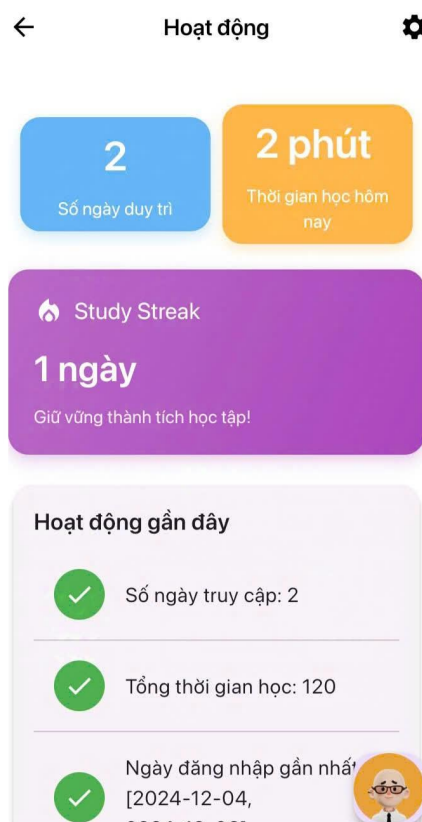 Hoạt động
2
Số ngày duy trì
2 phút
Thời gian học hôm
nay
Study Streak
1 ngày
Giữ vững thành tích học tập!
Hoạt động gần đây
Số ngày truy cập: 2
Tổng thời gian học: 120
Ngày đăng nhập gần nhất
[2024-12-04,